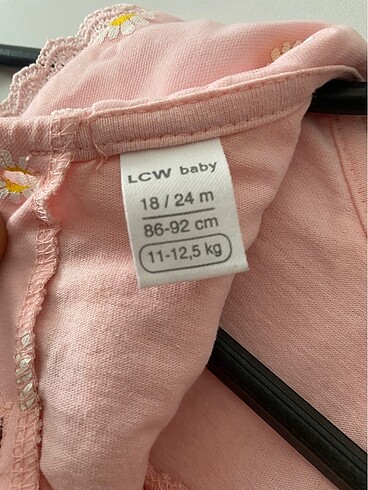 LCW baby
18 / 24 m
86-92 cm
11-12,5 kg